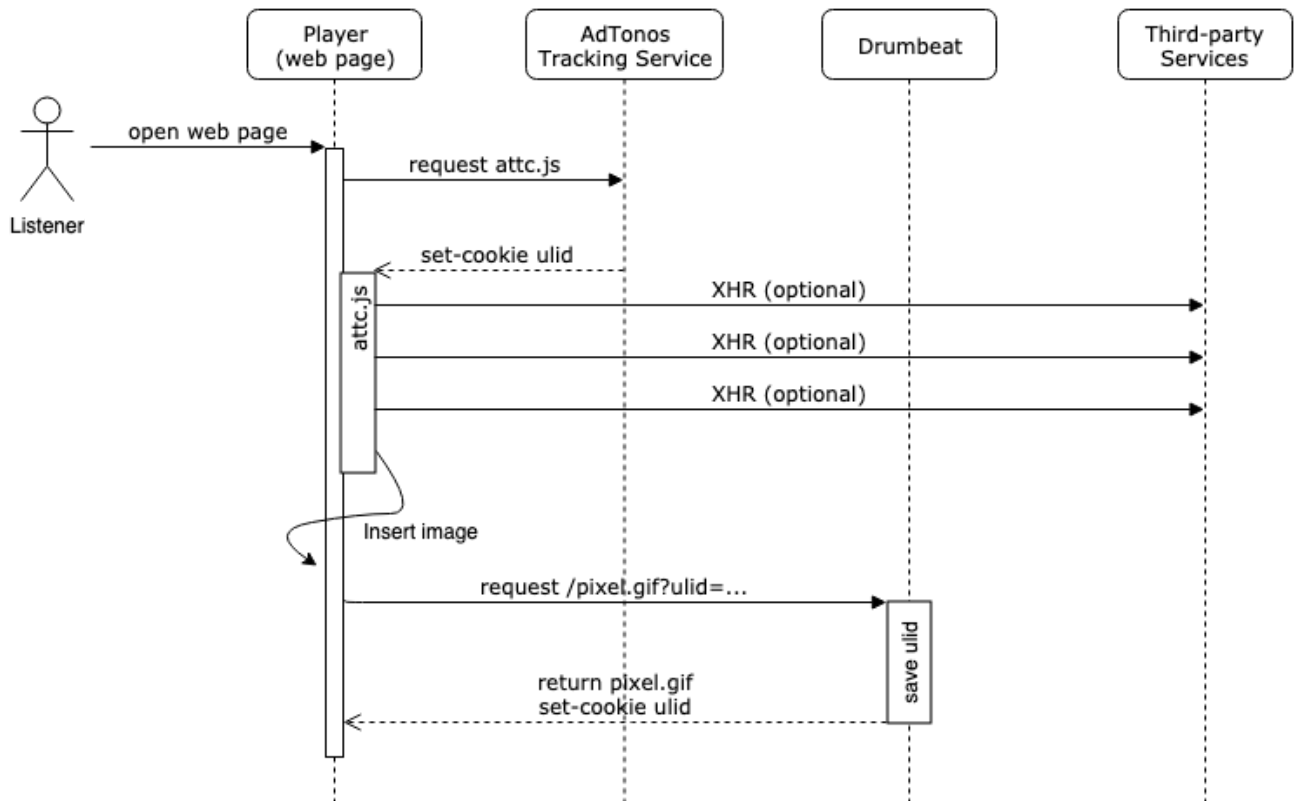 Player
(web page)
AdTonos
Tracking Service
Drumbeat
Third-party
Services
open web page
request attc.js
Listener
set-cookie ulid
attc.js
XHR (optional)
XHR (optional)
XHR (optional)
Insert image
request /pixel.gif?ulid=...
save ulid
return pixel.gif
set-cookie ulid